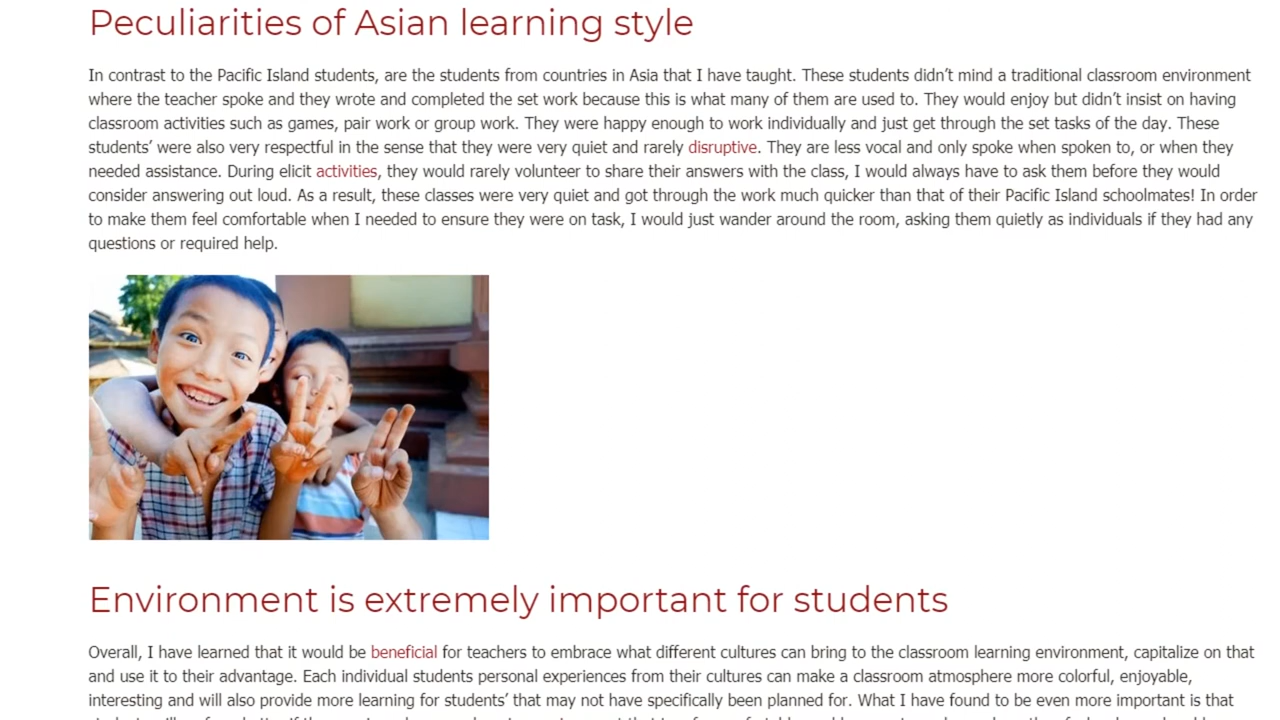 Peculiarities of Asian learning style
In contrast to the Pacific Island students, are the students from countries in Asia that I have taught. These students didn’t mind a traditional classroom environment
where the teacher spoke and they wrote and completed the set work because this is what many of them are used to. They would enjoy but didn’t insist on having
classroom activities such as games, pair work or group work. They were happy enough to work individually and just get through the set tasks of the day. These
students’ were also very respectful in the sense that they were very quiet and rarely disruptive. They are less vocal and only spoke when spoken to, or when they
needed assistance. During elicit activities, they would rarely volunteer to share their answers with the class, I would always have to ask them before they would
consider answering out loud. As a result, these classes were very quiet and got through the work much quicker than that of their Pacific Island schoolmates! In order
to make them feel comfortable when I needed to ensure they were on task, I would just wander around the room, asking them quietly as individuals if they had any
questions or required help.
Environment is extremely important for students
Overall, I have learned that it would be beneficial for teachers to embrace what different cultures can bring to the classroom learning environment, capitalize on that
and use it to their advantage. Each individual students personal experiences from their cultures can make a classroom atmosphere more colorful, enjoyable,
interesting and will also provide more learning for students’ that may not have specifically been planned for. What I have found to be even more important is that